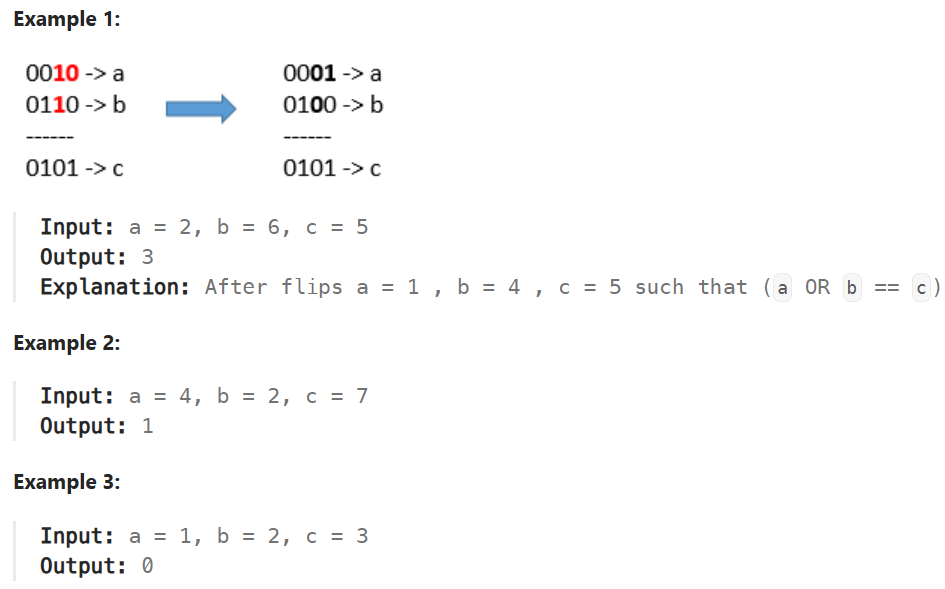 Example 1:
0010 -> a 0001 -> a
0110 -> b 0100 -> b
------ ------
0101 -> c 0101 -> c
Input: a = 2, b = 6, c = 5
Output: 3
Explanation: After flips a = 1 , b = 4 , c = 5 such that (a OR b == c)
Example 2:
Input: a = 4, b = 2, c = 7
Output: 1
Example 3:
Input: a = 1, b = 2, c = 3
Output: 0